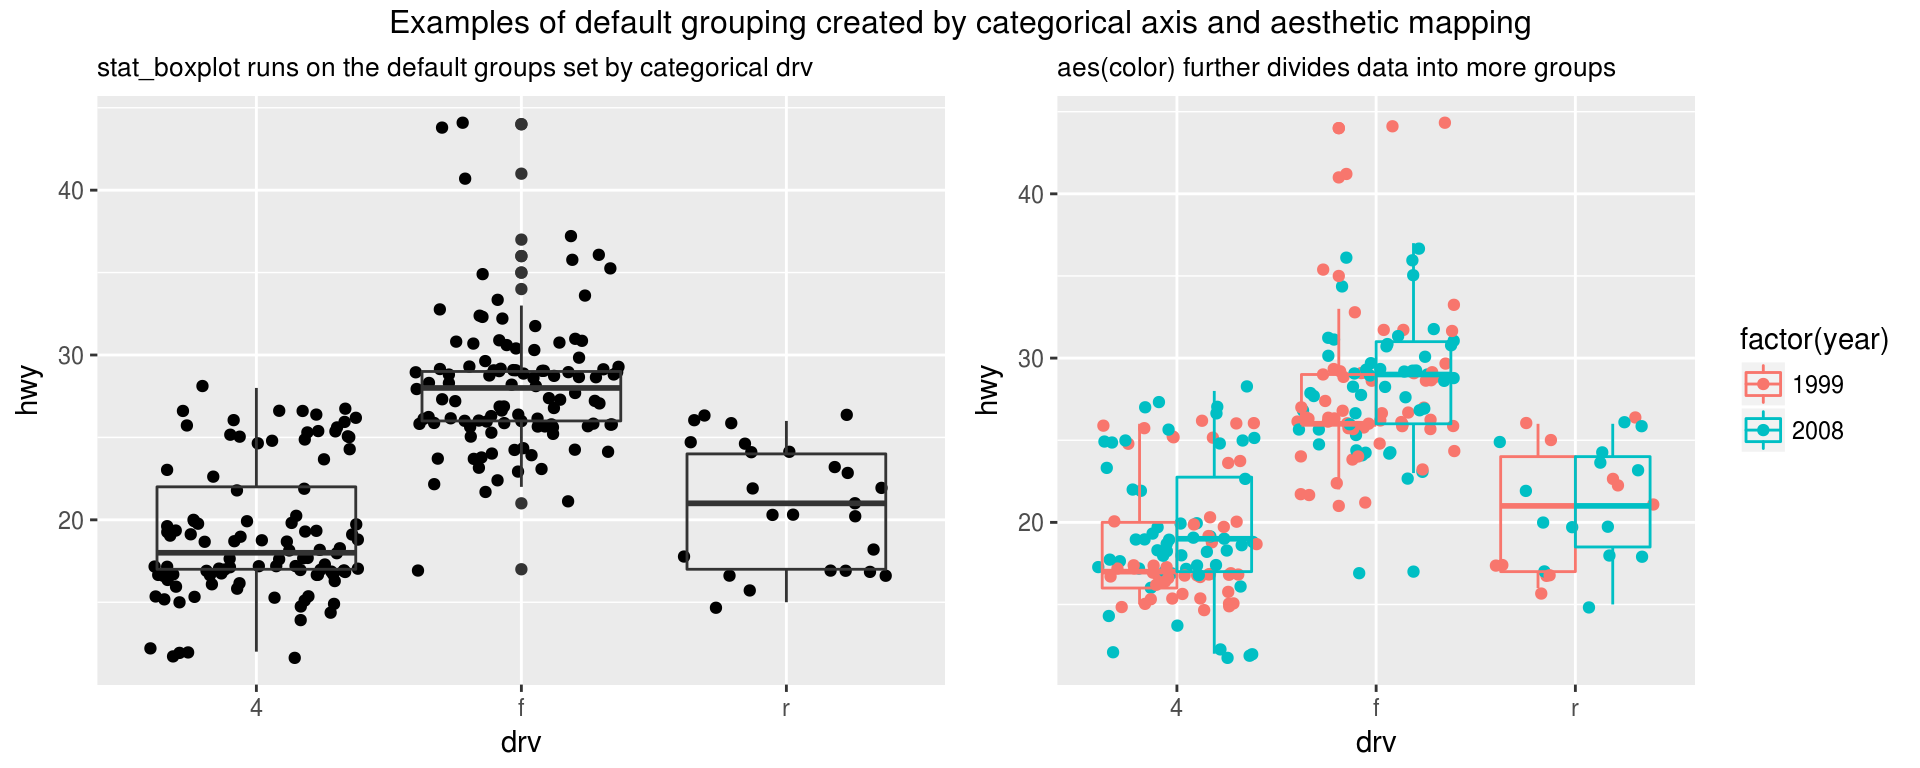 Examples of default grouping created by categorical axis and aesthetic mapping
stat_boxplot runs on the default groups set by categorical drv
40
30
20
hwy
4
f
r
drv
aes(color) further divides data into more groups
40
30
20
hwy
4
f
r
drv
factor(year)
1999
2008